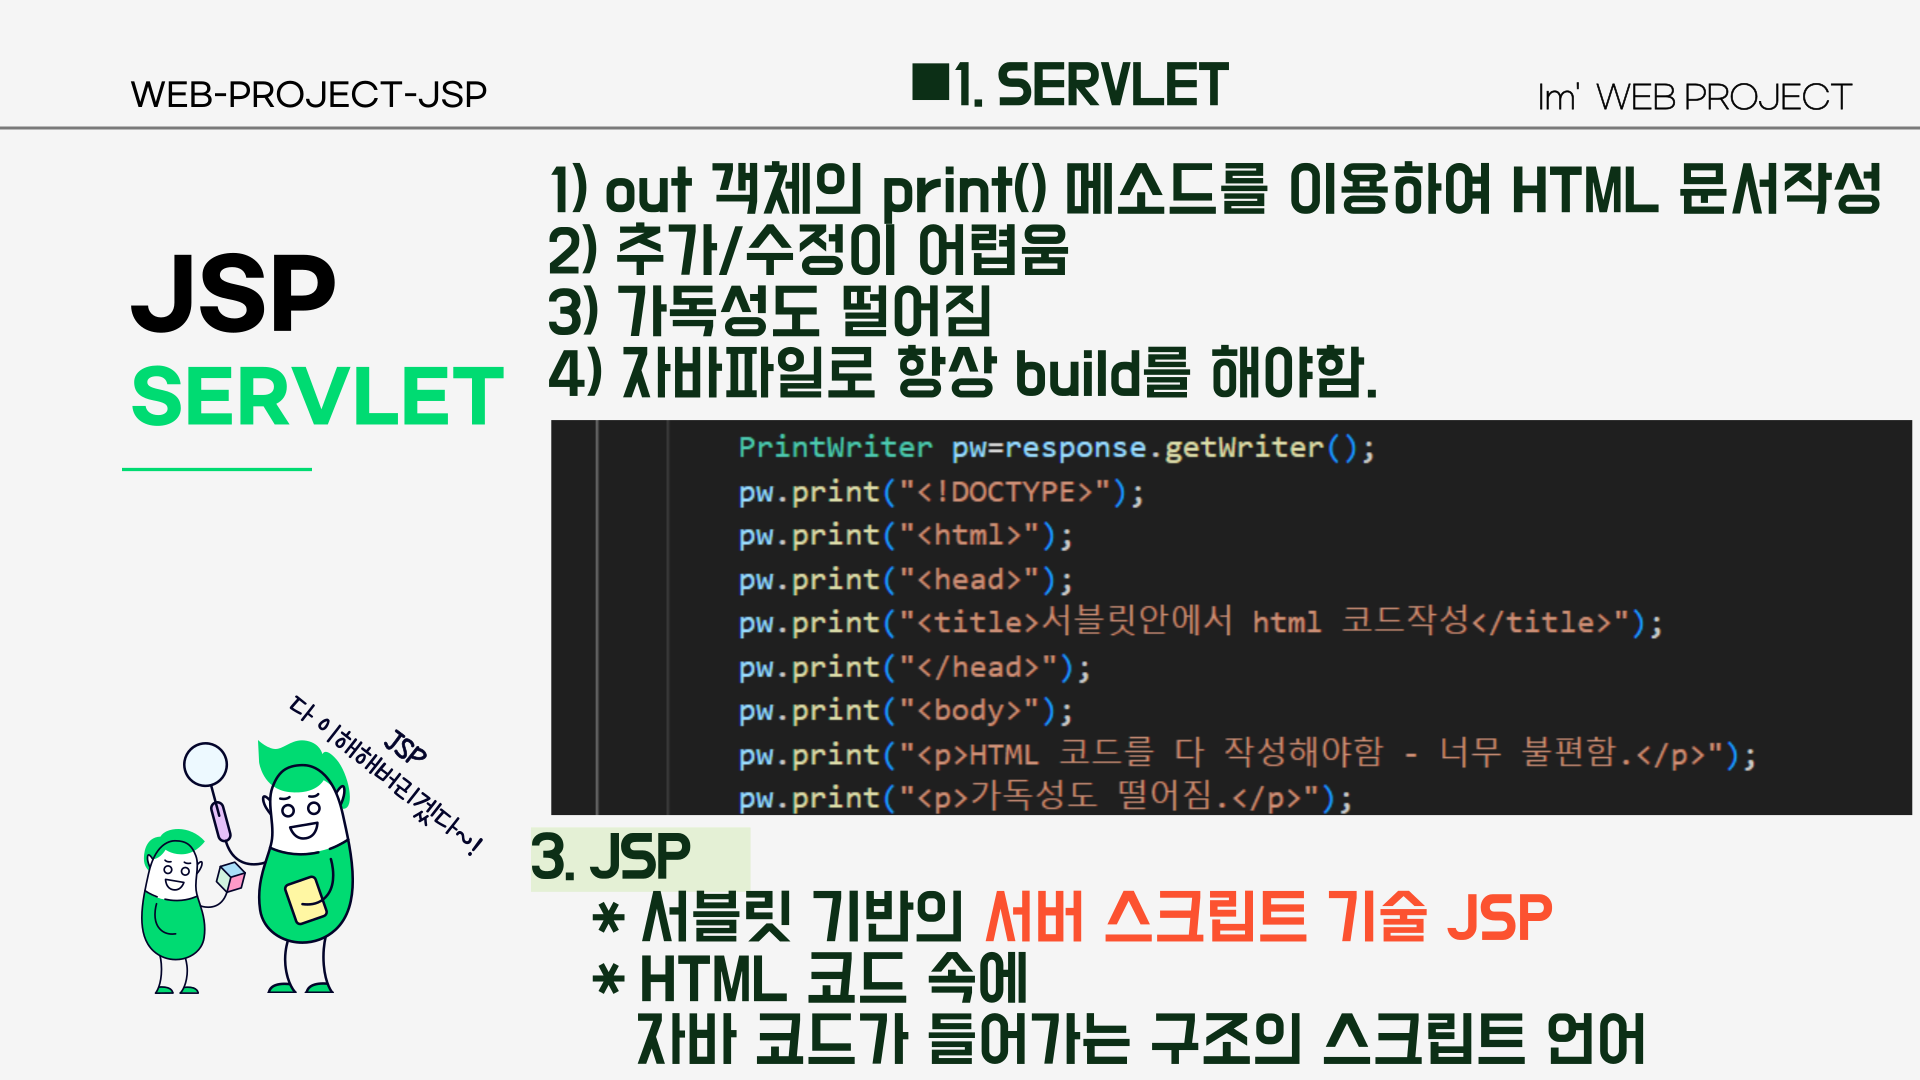 WEB-PROJECT-JSP
■1. SERVLET
Im' WEB PROJECT
JSP
SERVLET
1) out 객체의 print() 메소드를 이용하여 HTML 문서작성
2) 추가/수정이 어렵움
3) 가독성도 떨어짐
4) 자바파일로 항상 build를 해야함.
PrintWriter pw=response.getWriter();
pw.print("<!DOCTYPE>");
pw.print("<html>");
pw.print("<head>");
pw.print("<title>서블릿안에서 html 코드작성</title>");
pw.print("</head>");
pw.print("<body>");
pw.print("<p>HTML 코드를 다 작성해야함 - 너무 불편함.</p>");
pw.print("<p>가독성도 떨어짐.</p>");
JSP
다 이해해버리겠다~!
3. JSP
* 서블릿 기반의 서버 스크립트 기술 JSP
* HTML 코드 속에
자바 코드가 들어가는 구조의 스크립트 언어